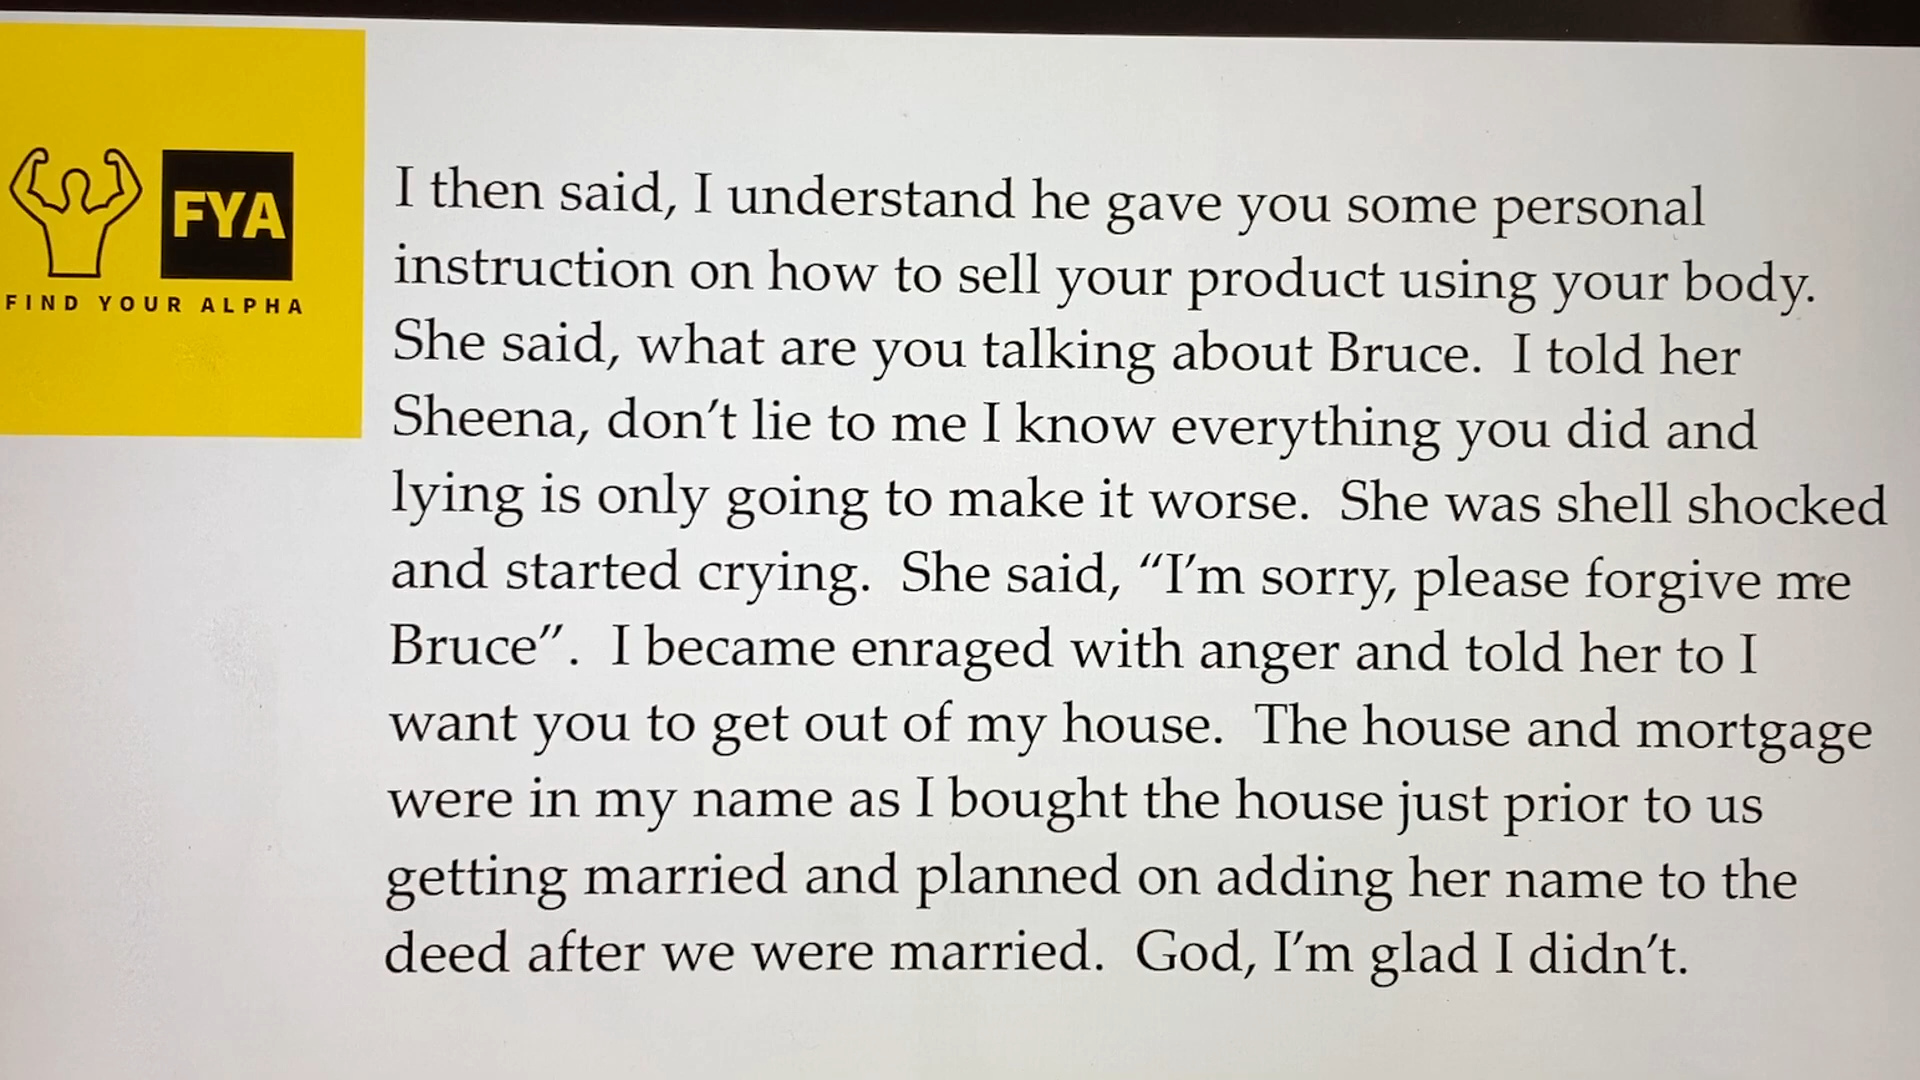 FYA
FIND YOUR ALPHA
I then said, I understand he gave you some personal
instruction on how to sell your product using your body.
She said, what are you talking about Bruce.  I told her
Sheena, don’t lie to me I know everything you did and
lying is only going to make it worse.  She was shell shocked
and started crying.  She said, “I’m sorry, please forgive me
Bruce”.  I became enraged with anger and told her to I
want you to get out of my house.  The house and mortgage
were in my name as I bought the house just prior to us
getting married and planned on adding her name to the
deed after we were married.  God, I’m glad I didn’t.